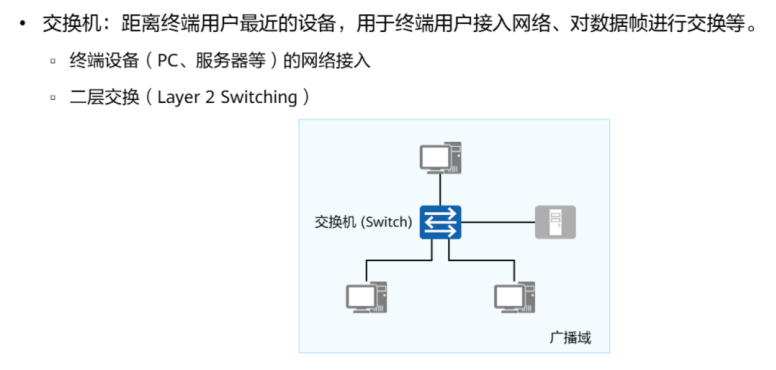 • 交换机：距离终端用户最近的设备，用于终端用户接入网络、对数据帧进行交换等。
▫ 终端设备（PC、服务器等）的网络接入
▫ 二层交换（Layer 2 Switching）
交换机 (Switch)
广播域